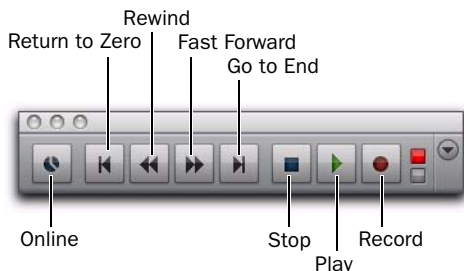 Rewind
Return to Zero
Fast Forward
Go to End
Online
Stop
Record
Play